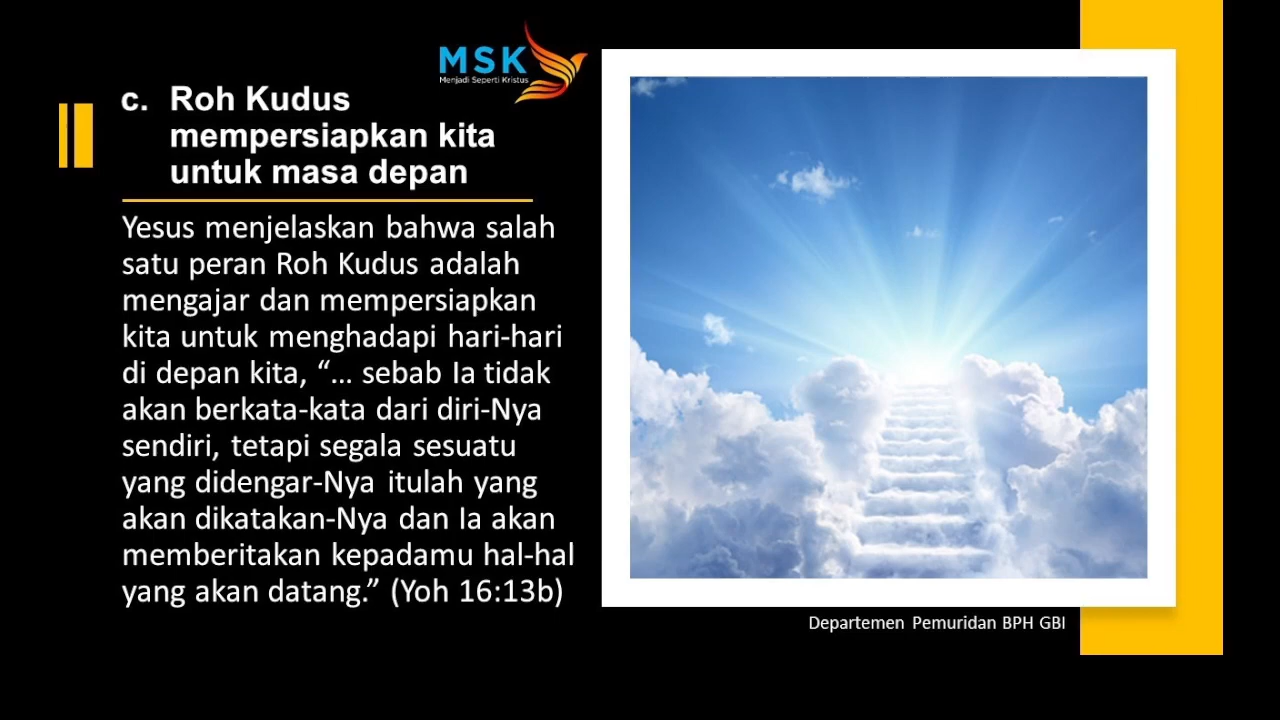 MSK
Menjadi Seperti Kristus
c. Roh Kudus
mempersiapkan kita
untuk masa depan
Yesus menjelaskan bahwa salah
satu peran Roh Kudus adalah
mengajar dan mempersiapkan
kita untuk menghadapi hari-hari
di depan kita, “... sebab Ia tidak
akan berkata-kata dari diri-Nya
sendiri, tetapi segala sesuatu
yang didengar-Nya itulah yang
akan dikatakan-Nya dan Ia akan
memberitakan kepadamu hal-hal
yang akan datang.” (Yoh 16:13b)
Departemen Pemuridan BPH GBI